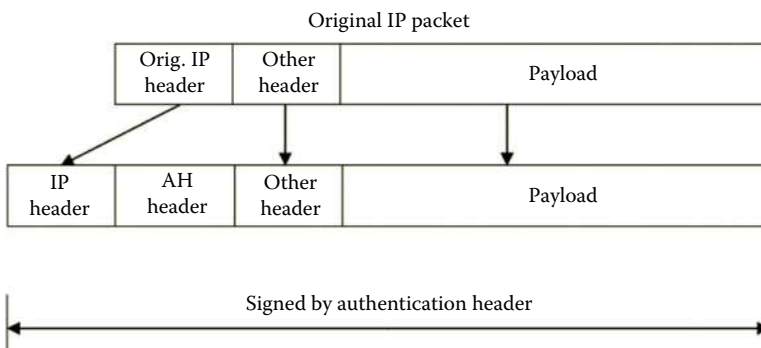 Original IP packet
Orig. IP header
Other header
Payload
IP header
AH header
Other header
Payload
Signed by authentication header